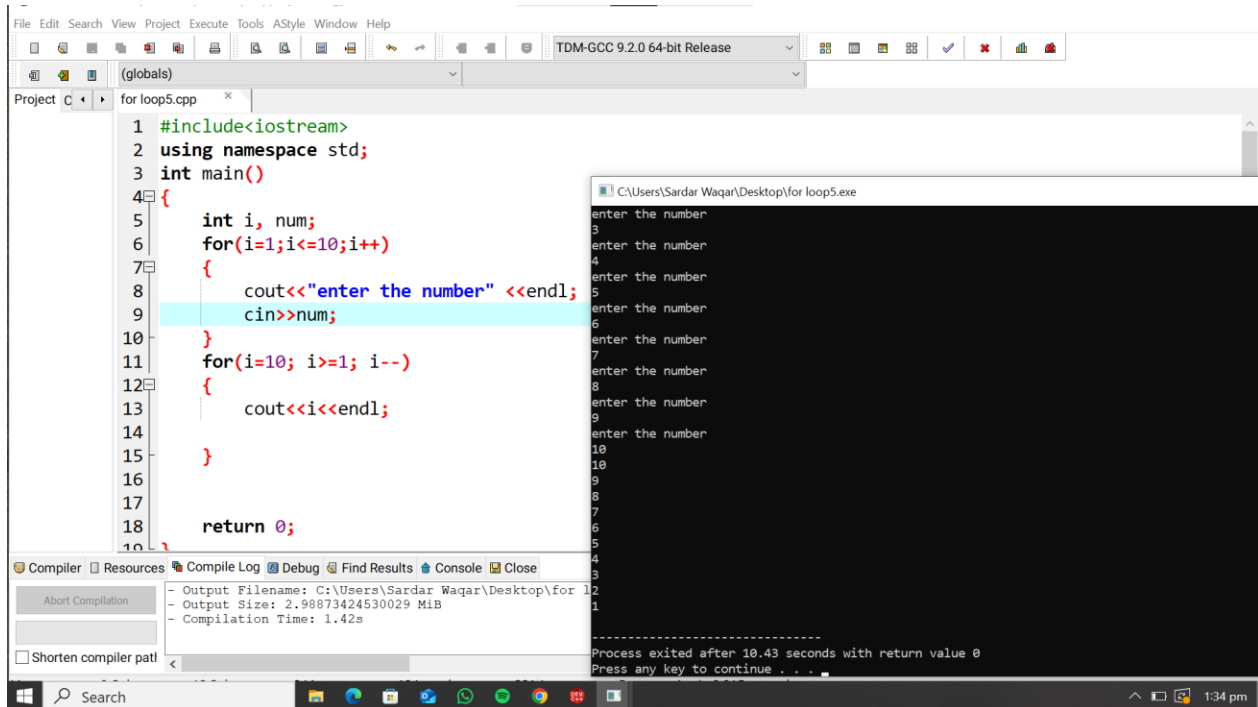 File Edit Search View Project Execute Tools AStyle Window Help
TDM-GCC 9.2.0 64-bit Release
(globals)
Project C
for loop5.cpp ×
1 #include<iostream>
2 using namespace std;
3 int main()
4 {
5 int i, num;
6 for(i=1;i<=10;i++)
7 {
8 cout<<"enter the number" <<endl;
9 cin>>num;
10 }
11 for(i=10; i>=1; i--)
12 {
13 cout<<i<<endl;
14
15 }
16
17
18 return 0;
19 }
C:\Users\Sardar Waqar\Desktop\for loop5.exe
enter the number
3
enter the number
4
enter the number
5
enter the number
6
enter the number
7
enter the number
8
enter the number
9
enter the number
10
10
9
8
7
6
5
4
3
2
1
--------------------------------
Process exited after 10.43 seconds with return value 0
Press any key to continue . . .
Compiler Resources Compile Log Debug Find Results Console Close
Abort Compilation
Shorten compiler path
- Output Filename: C:\Users\Sardar Waqar\Desktop\for l
- Output Size: 2.98873424530029 MiB
- Compilation Time: 1.42s
Search
DEV
1:34 pm